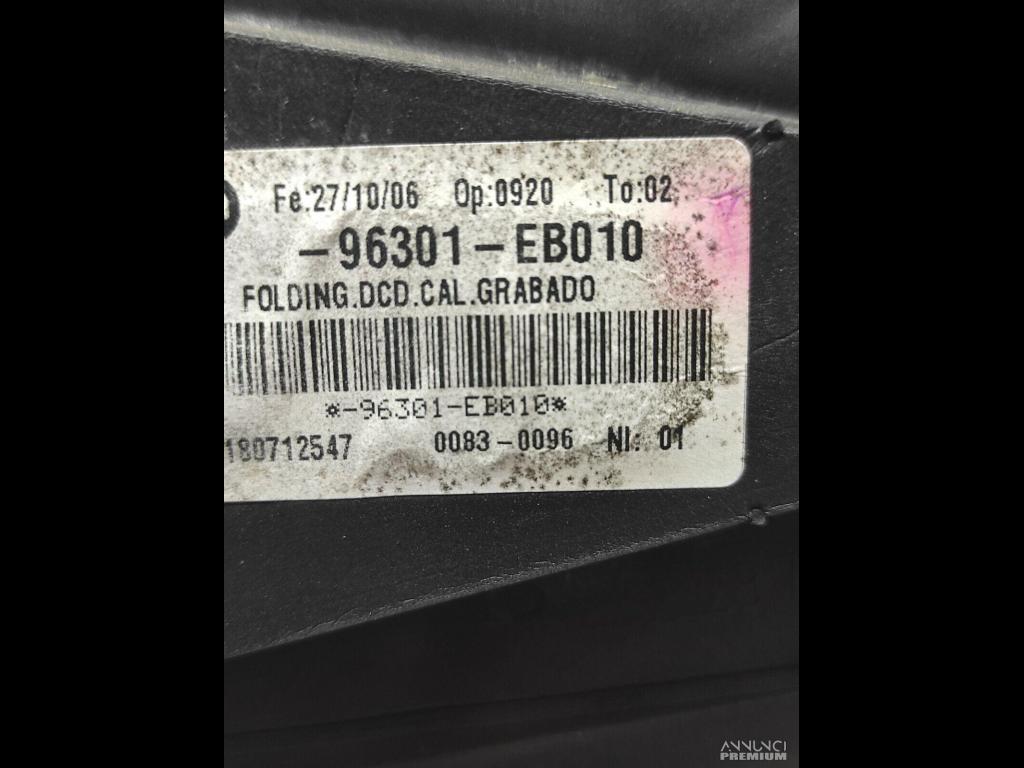 Fe:27/10/06 Op:0920 To:02
-96301-EB010
FOLDING.DCD.CAL.GRABADO
*-96301-EB010*
180712547 0083-0096 NI: 01
ANNUNCI
PREMIUM